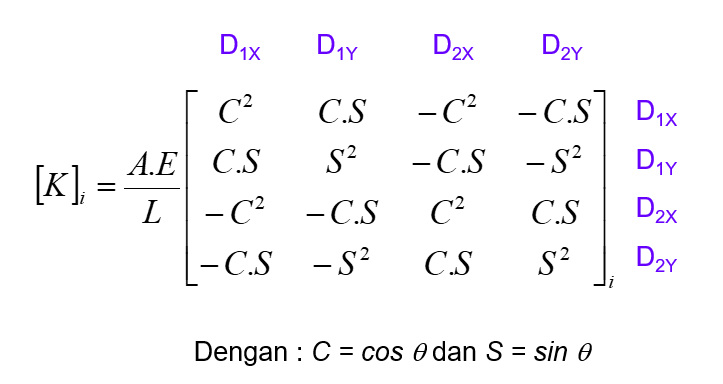 D1X D1Y D2X D2Y
C² C.S −C² −C.S D1X
C.S S² −C.S −S² D1Y
[K]i = A.E / L
−C² −C.S C² C.S D2X
−C.S −S² C.S S² i D2Y
Dengan : C = cos θ dan S = sin θ